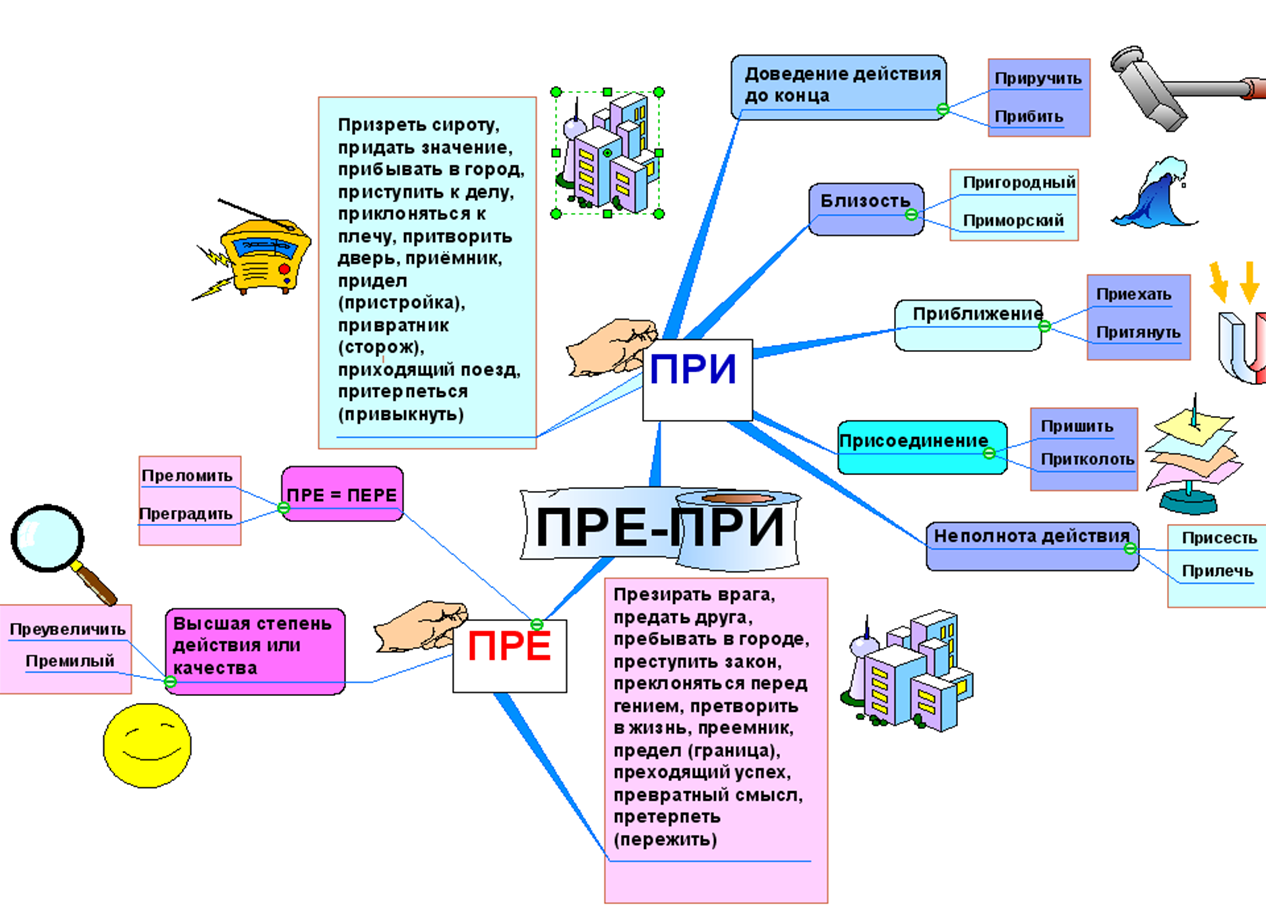 Доведение действия
до конца
Приручить
Прибить
Близость
Пригородный
Приморский
Приближение
Приехать
Притянуть
Присоединение
Пришить
Притколоть
Неполнота действия
Присесть
Прилечь
Призреть сироту,
придать значение,
прибывать в город,
приступить к делу,
приклоняться к
плечу, притворить
дверь, приёмник,
придел
(пристройка),
привратник
(сторож),
приходящий поезд,
притерпеться
(привыкнуть)
ПРИ
ПРЕ-ПРИ
ПРЕ = ПЕРЕ
Преломить
Преградить
ПРЕ
Высшая степень
действия или
качества
Преувеличить
Премилый
Презирать врага,
предать друга,
пребывать в городе,
преступить закон,
преклоняться перед
гением, претворить
в жизнь, преемник,
предел (граница),
преходящий успех,
превратный смысл,
претерпеть
(пережить)